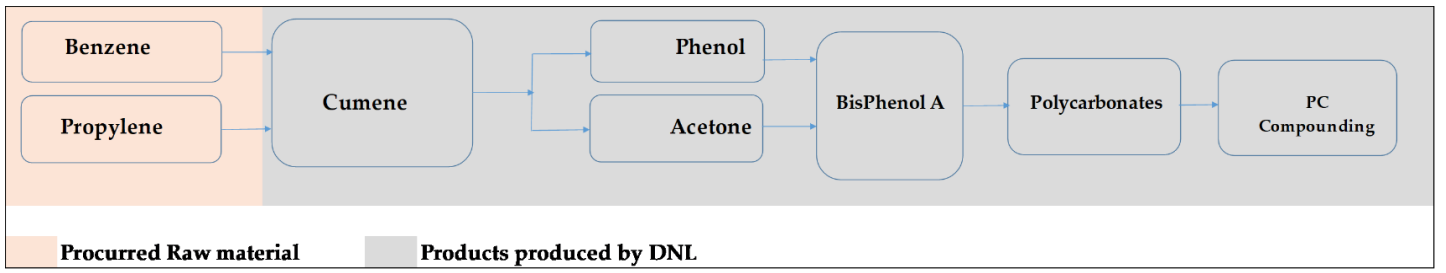 Benzene
Propylene
Cumene
Phenol
Acetone
BisPhenol A
Polycarbonates
PC
Compounding
Procurred Raw material
Products produced by DNL